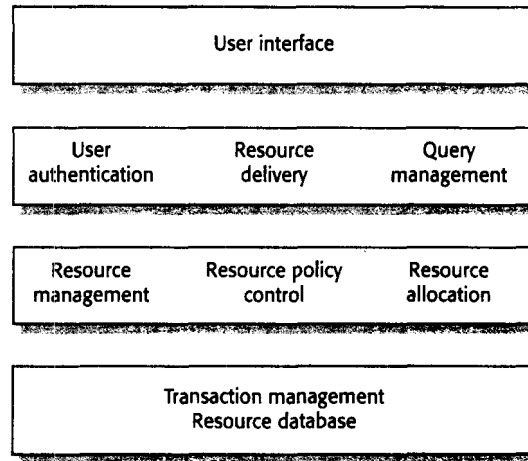 User interface
User authentication
Resource delivery
Query management
Resource management
Resource policy control
Resource allocation
Transaction management
Resource database